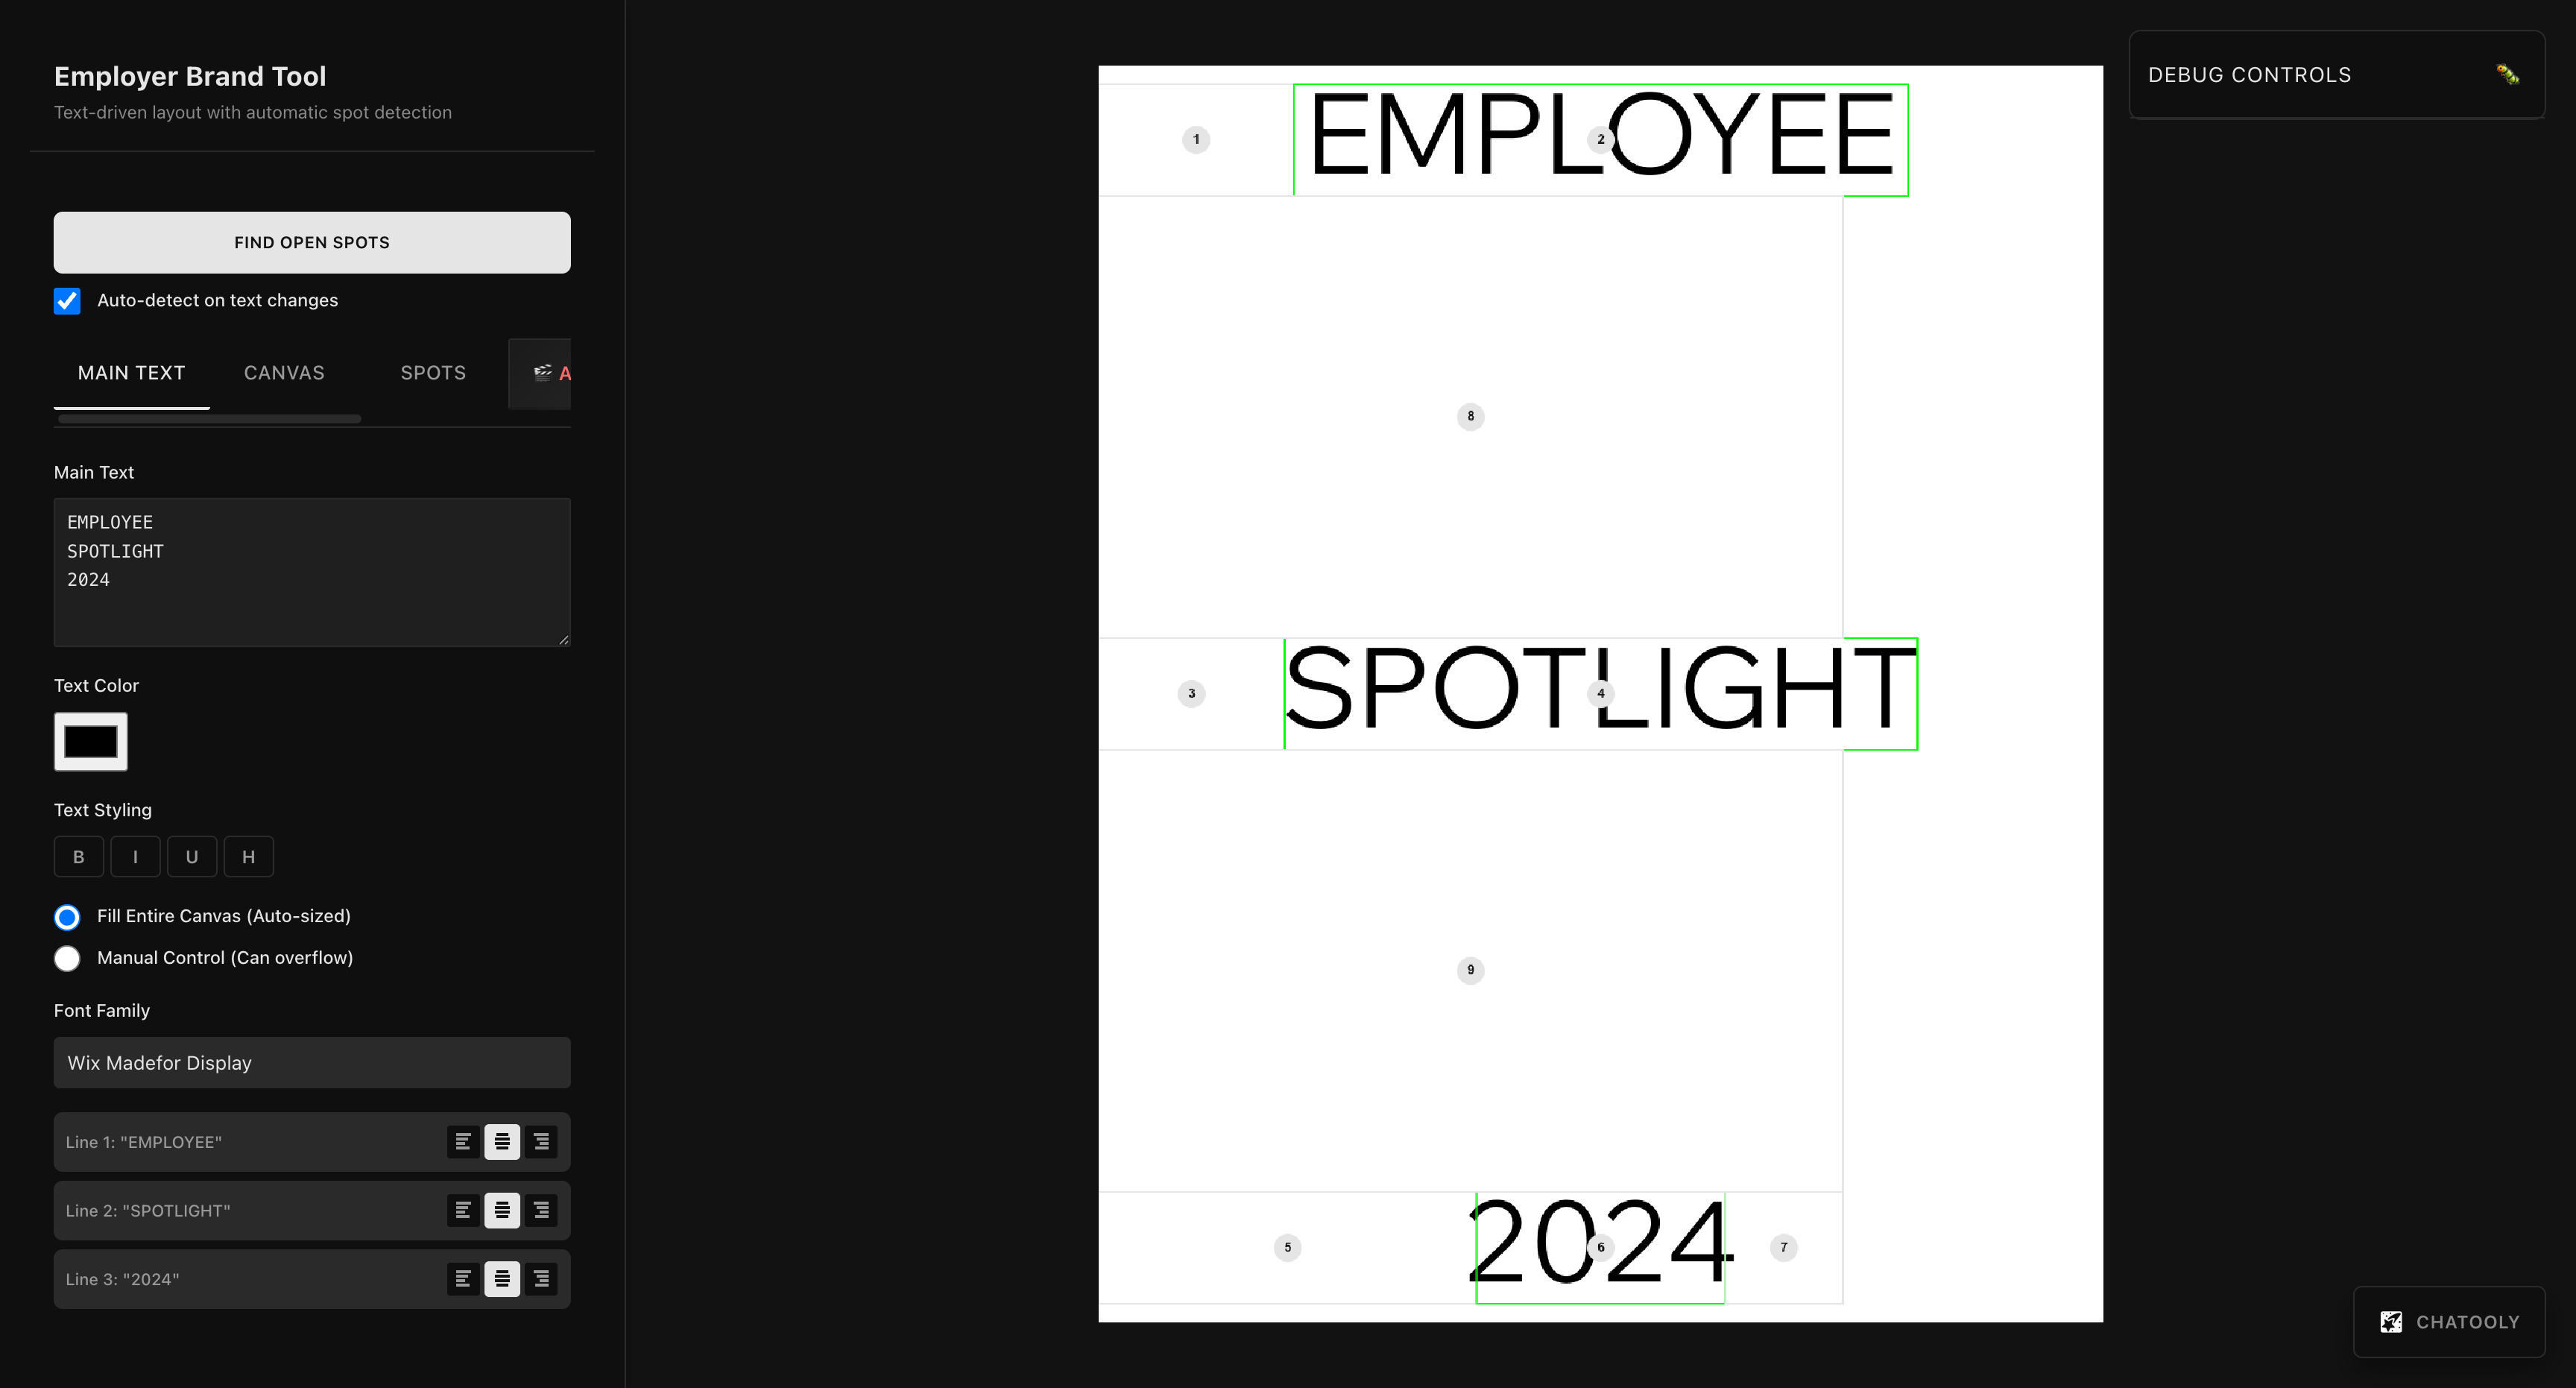 Employer Brand Tool
Text-driven layout with automatic spot detection
FIND OPEN SPOTS
Auto-detect on text changes
MAIN TEXT CANVAS SPOTS A
Main Text
EMPLOYEE
SPOTLIGHT
2024
Text Color
Text Styling
B I U H
Fill Entire Canvas (Auto-sized)
Manual Control (Can overflow)
Font Family
Wix Madefor Display
Line 1: "EMPLOYEE"
Line 2: "SPOTLIGHT"
Line 3: "2024"
1 EMPLOYEE 2
8
3 SPOTLIGHT 4
9
5 2024 6 7
DEBUG CONTROLS
CHATOOLY